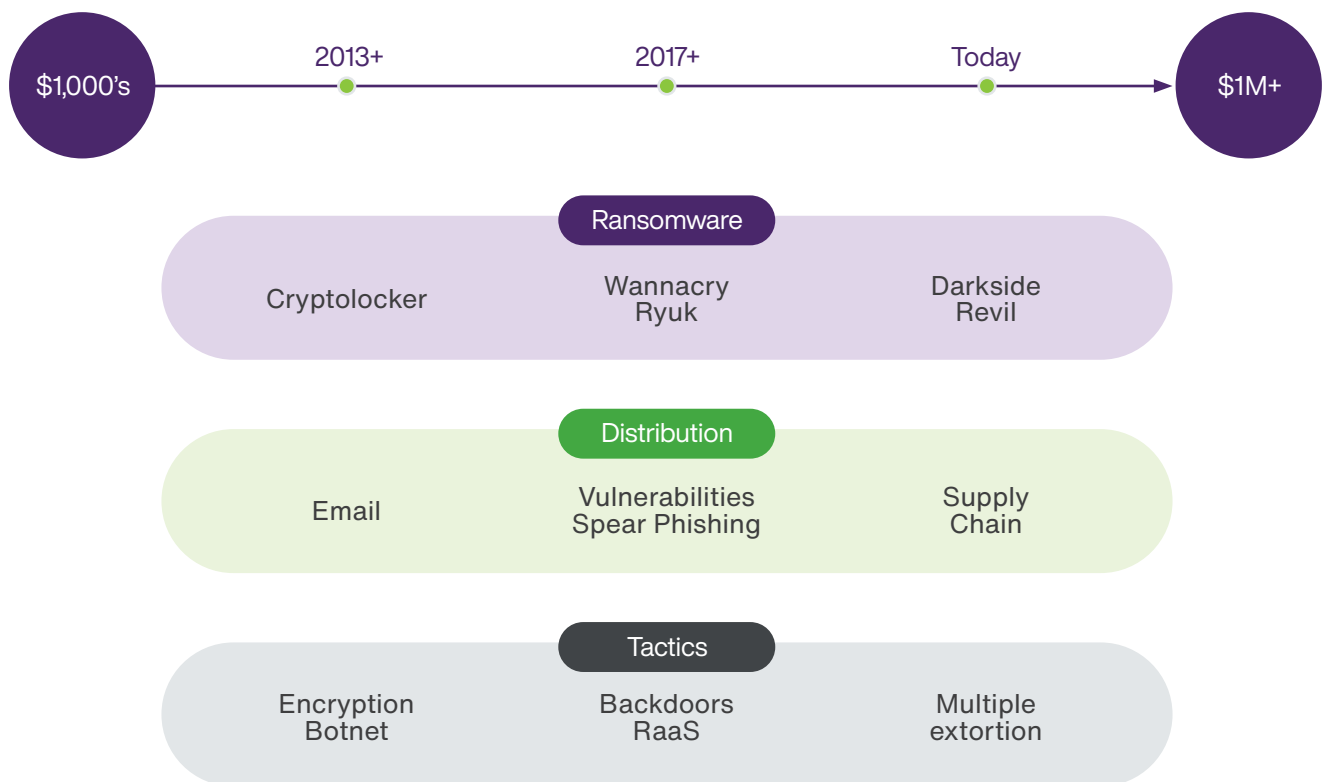 $1,000’s
2013+
2017+
Today
$1M+
Ransomware
Cryptolocker
Wannacry
Ryuk
Darkside
Revil
Distribution
Email
Vulnerabilities
Spear Phishing
Supply
Chain
Tactics
Encryption
Botnet
Backdoors
RaaS
Multiple
extortion